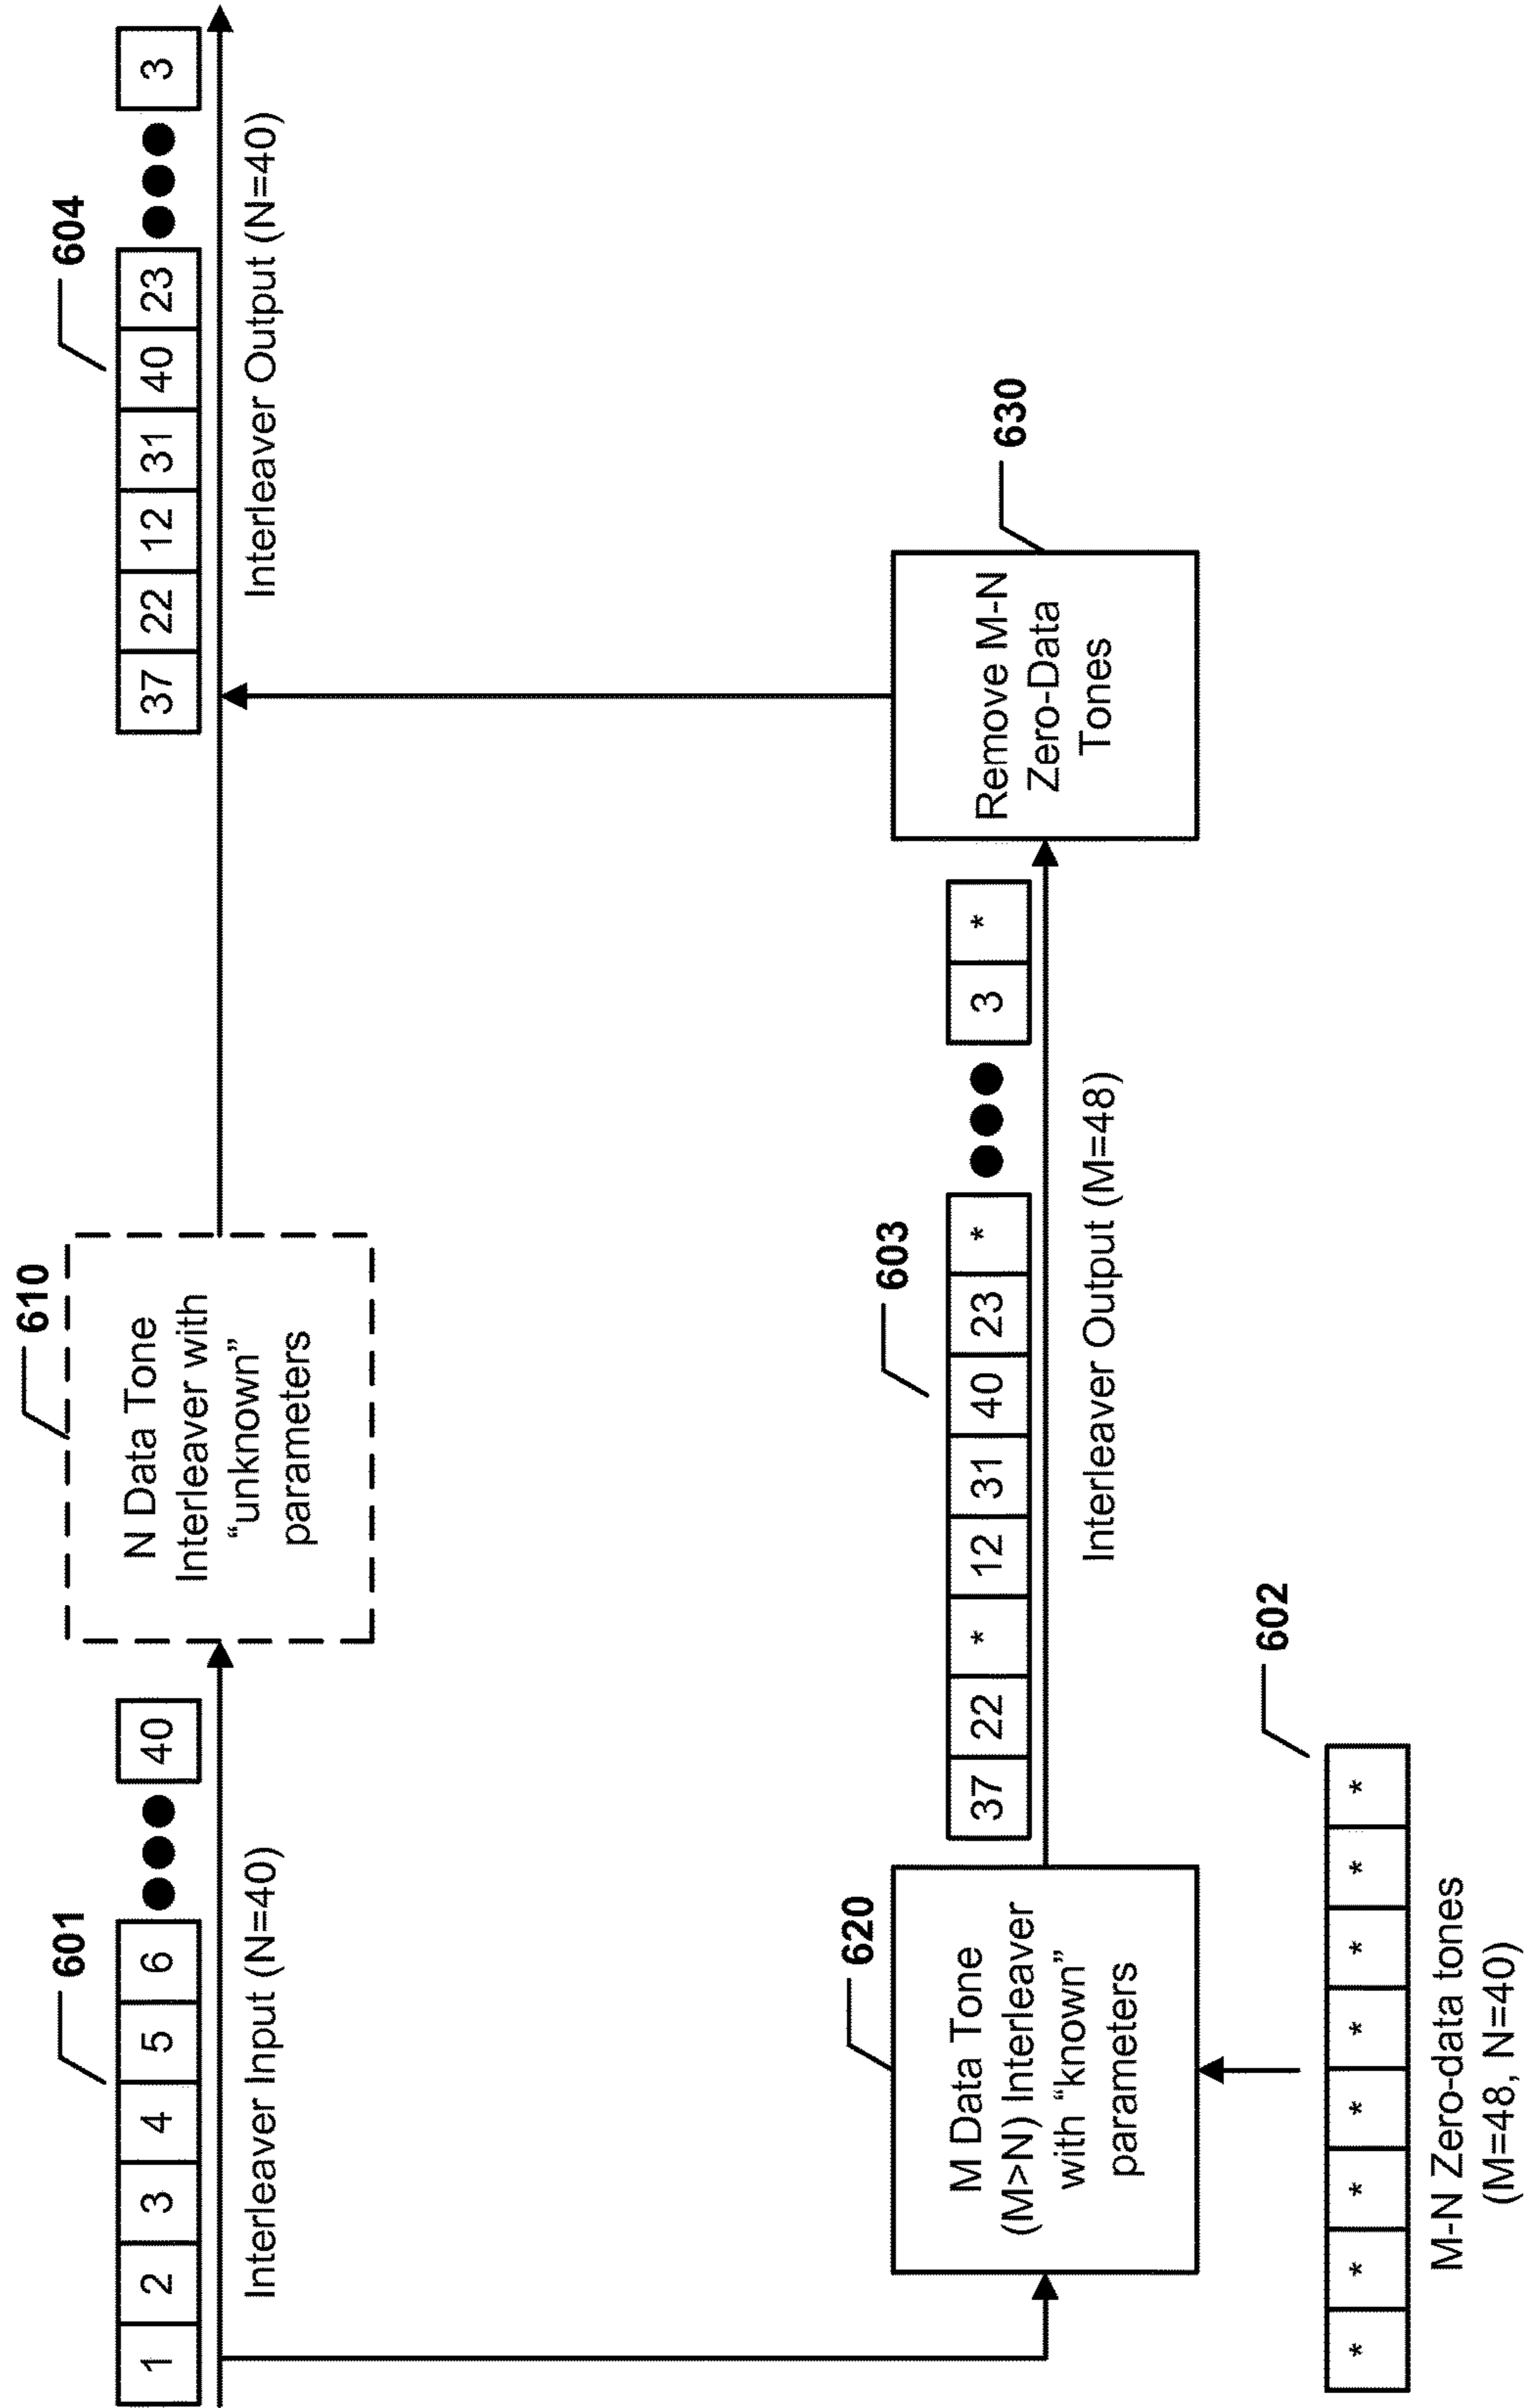 601
1 2 3 4 5 6 40
Interleaver Input (N=40)
610
N Data Tone
Interleaver with
“unknown”
parameters
604
37 22 12 31 40 23 3
Interleaver Output (N=40)
620
M Data Tone
(M>N) Interleaver
with “known”
parameters
603
37 22 * 12 31 40 23 * 3 *
Interleaver Output (M=48)
630
Remove M-N
Zero-Data
Tones
602
* * * * * * * *
M-N Zero-data tones
(M=48, N=40)